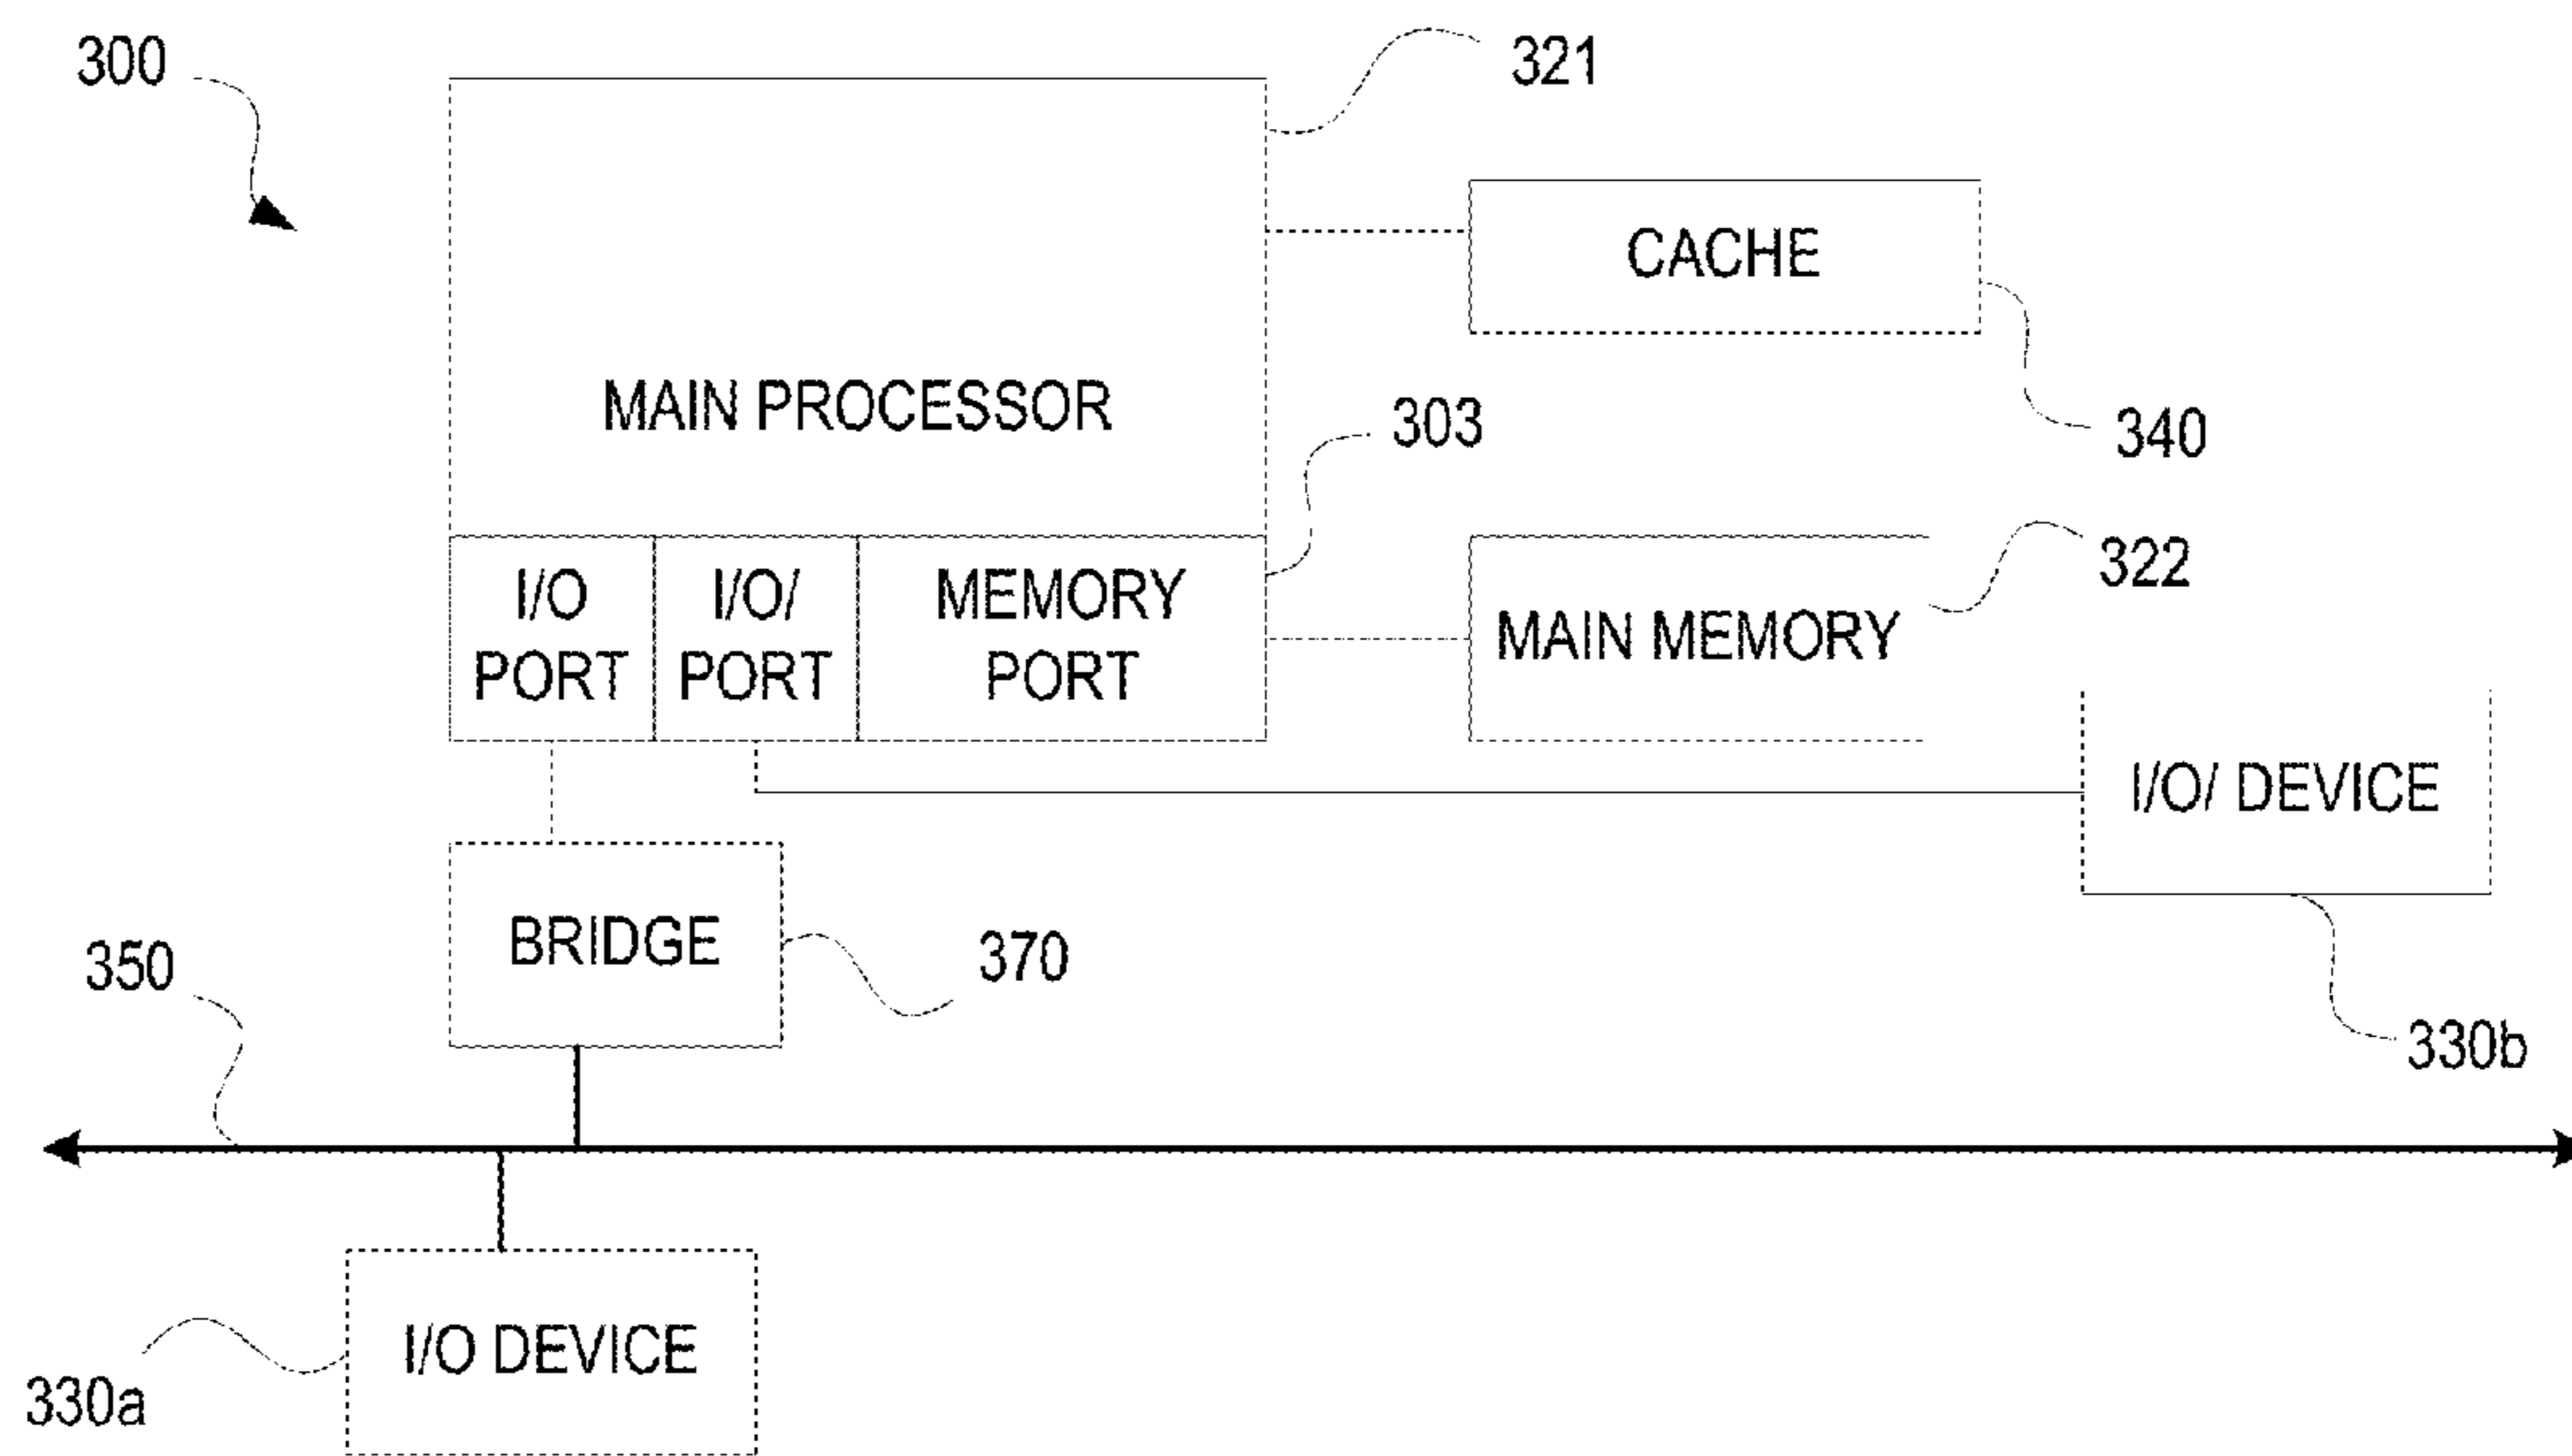 300
321
CACHE
MAIN PROCESSOR
303
340
322
I/O
PORT
I/O/
PORT
MEMORY
PORT
MAIN MEMORY
I/O/ DEVICE
BRIDGE
350
370
330b
I/O DEVICE
330a